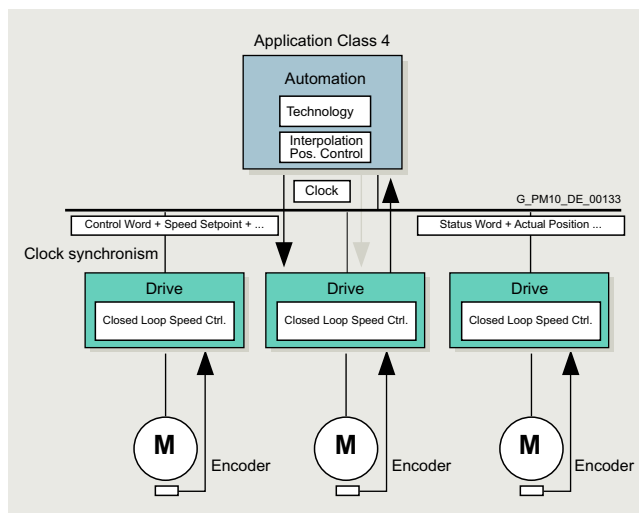 Application Class 4
Automation
Technology
Interpolation
Pos. Control
Clock
G_PM10_DE_00133
Control Word + Speed Setpoint + ...
Status Word + Actual Position ...
Clock synchronism
Drive
Drive
Drive
Closed Loop Speed Ctrl.
Closed Loop Speed Ctrl.
Closed Loop Speed Ctrl.
M
M
M
Encoder
Encoder
Encoder